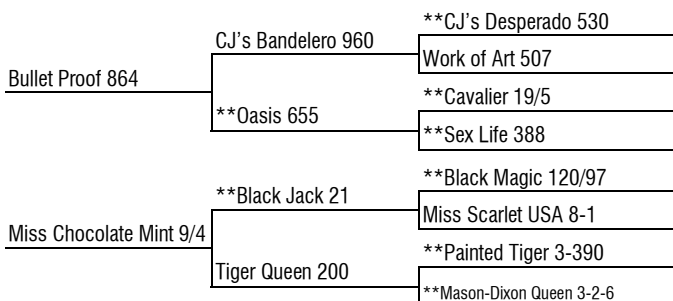 **CJ's Desperado 530
CJ's Bandelero 960
Work of Art 507
Bullet Proof 864
**Cavalier 19/5
**Oasis 655
**Sex Life 388
**Black Magic 120/97
**Black Jack 21
Miss Scarlet USA 8-1
Miss Chocolate Mint 9/4
**Painted Tiger 3-390
Tiger Queen 200
**Mason-Dixon Queen 3-2-6